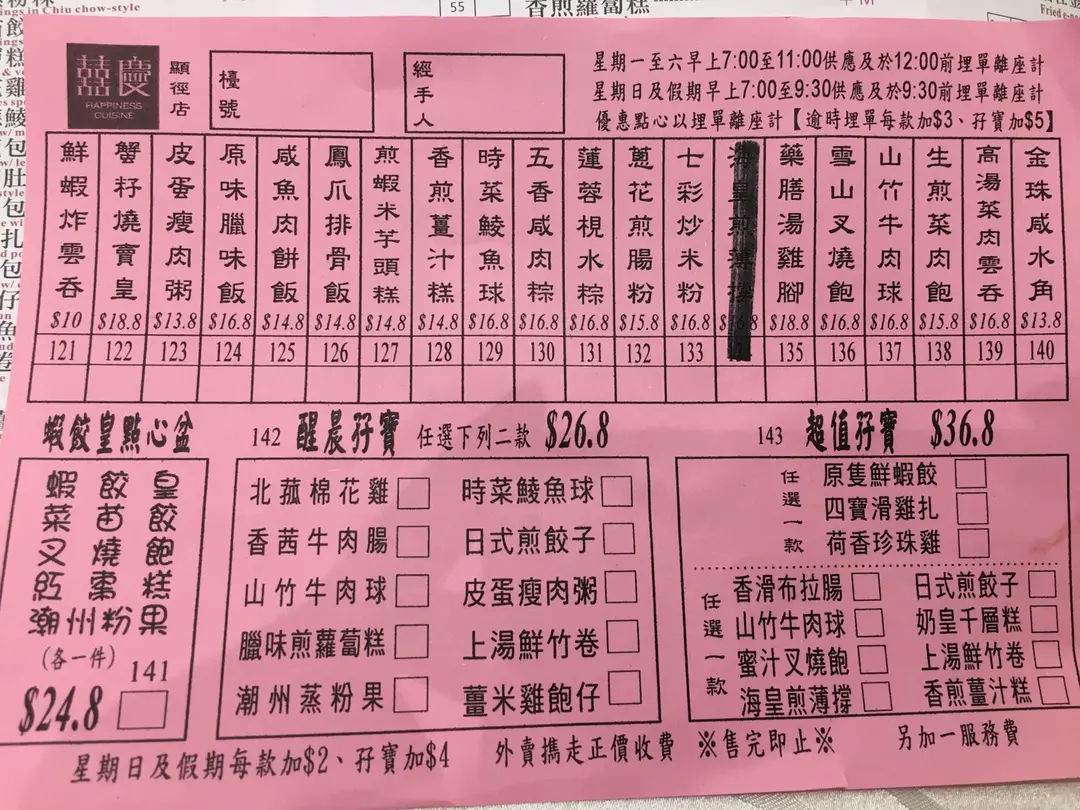 55
香煎蘿蔔糕
ings in Chiu chow-style
Fried
囍慶
HAPPINESS
CUISINE
顯徑店
檯號
經手人
星期一至六早上7:00至11:00供應及於12:00前埋單離座計
星期日及假期早上7:00至9:30供應及於9:30前埋單離座計
優惠點心以埋單離座計【逾時埋單每款加$3、孖寶加$5】
鮮蝦炸雲吞 $10 121
蟹籽燒賣皇 $18.8 122
皮蛋瘦肉粥 $13.8 123
原味臘味飯 $16.8 124
咸魚肉餅飯 $14.8 125
鳳爪排骨飯 $14.8 126
煎蝦米芋頭糕 $14.8 127
香煎薑汁糕 $14.8 128
時菜鯪魚球 $16.8 129
五香咸肉粽 $16.8 130
蓮蓉梘水粽 $16.8 131
蔥花煎腸粉 $15.8 132
七彩炒米粉 $16.8 133
海皇煎薄撐
藥膳湯雞腳 $18.8 135
雪山叉燒飽 $16.8 136
山竹牛肉球 $16.8 137
生煎菜肉飽 $15.8 138
高湯菜肉雲吞 $16.8 139
金珠咸水角 $13.8 140
蝦餃皇點心盆
142 醒晨孖寶 任選下列二款 $26.8
143 超值孖寶 $36.8
蝦餃皇
菜苗餃
叉燒飽
紅棗糕
潮州粉果
(各一件) 141
$24.8
北菰棉花雞 時菜鯪魚球
香茜牛肉腸 日式煎餃子
山竹牛肉球 皮蛋瘦肉粥
臘味煎蘿蔔糕 上湯鮮竹卷
潮州蒸粉果 薑米雞飽仔
任選一款
原隻鮮蝦餃
四寶滑雞扎
荷香珍珠雞
任選一款
香滑布拉腸 日式煎餃子
山竹牛肉球 奶皇千層糕
蜜汁叉燒飽 上湯鮮竹卷
海皇煎薄撐 香煎薑汁糕
星期日及假期每款加$2、孖寶加$4 外賣攜走正價收費 ※售完即止※ 另加一服務費